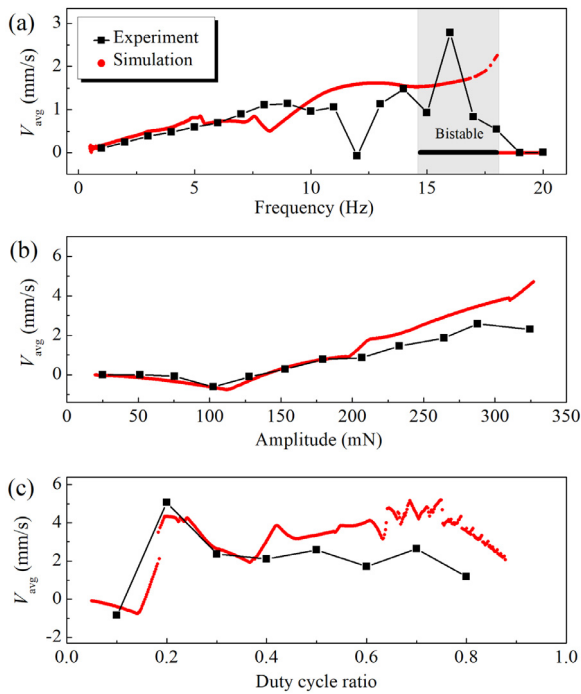 (a)
Experiment
Simulation
Bistable
V_avg (mm/s)
3
2
1
0
0 5 10 15 20
Frequency (Hz)
(b)
V_avg (mm/s)
6
4
2
0
0 50 100 150 200 250 300 350
Amplitude (mN)
(c)
V_avg (mm/s)
6
4
2
0
-2
0.0 0.2 0.4 0.6 0.8 1.0
Duty cycle ratio